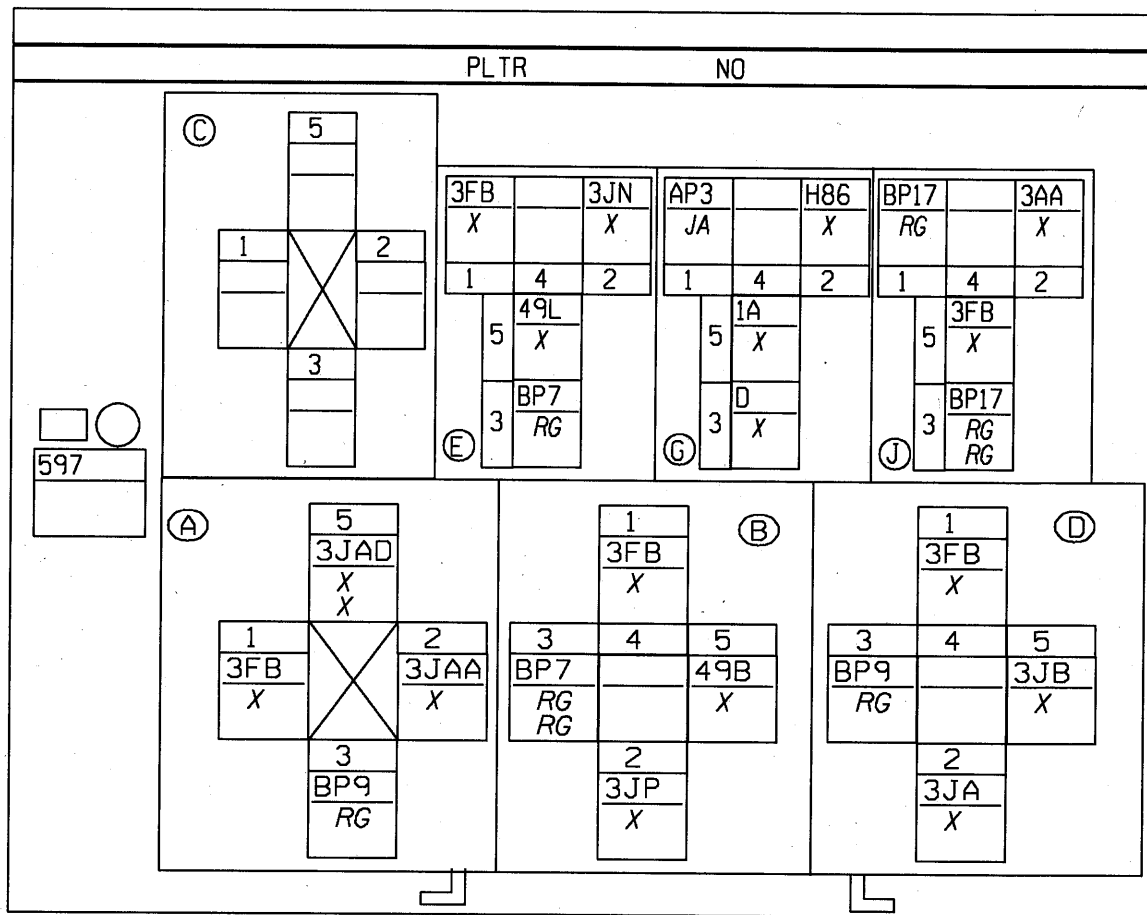 PLTR NO
C
5
1 2
3
3FB 3JN
X X
1 4 2
5 49L
X
3 BP7
RG
E
AP3 H86
JA X
1 4 2
5 1A
X
3 D
X
G
BP17 3AA
RG X
1 4 2
5 3FB
X
3 BP17
RG
RG
J
597
A
5
3JAD
X
X
1 2
3FB 3JAA
X X
3
BP9
RG
B
1
3FB
X
3 4 5
BP7 49B
RG X
RG
2
3JP
X
D
1
3FB
X
3 4 5
BP9 3JB
RG X
2
3JA
X